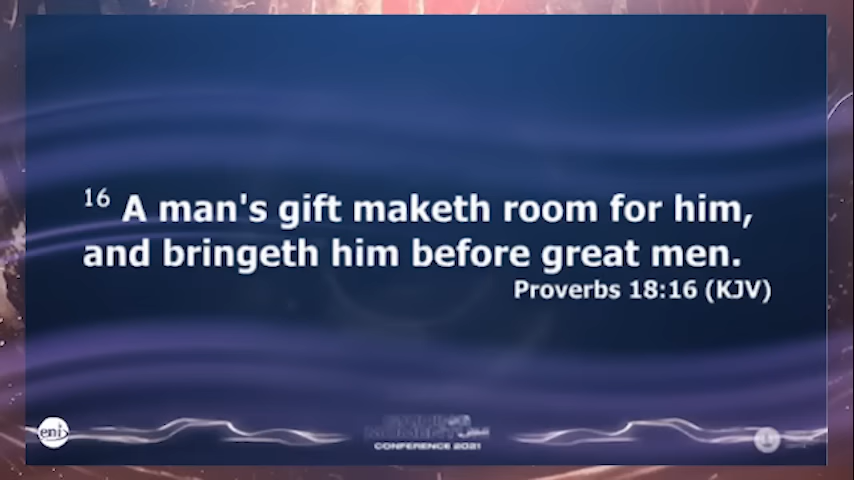 16 A man's gift maketh room for him,
and bringeth him before great men.
Proverbs 18:16 (KJV)
eni
CONFERENCE 2021